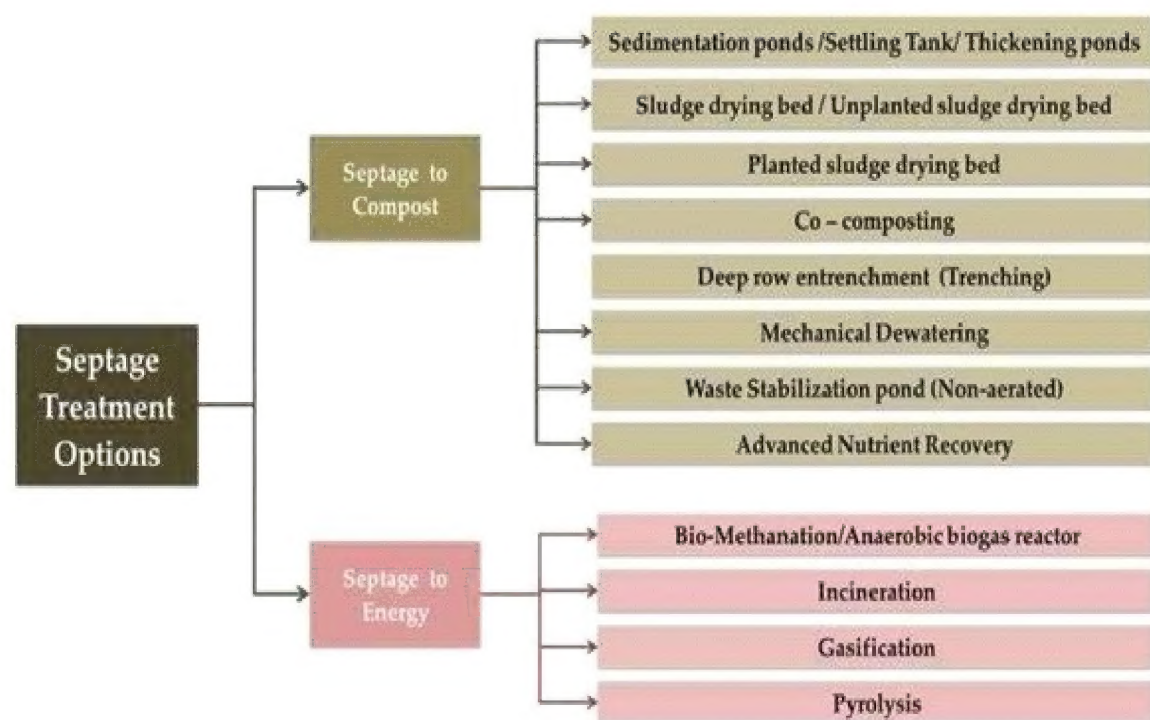 Septage
Treatment
Options
Septage to
Compost
Sedimentation ponds /Settling Tank/ Thickening ponds
Sludge drying bed / Unplanted sludge drying bed
Planted sludge drying bed
Co – composting
Deep row entrenchment (Trenching)
Mechanical Dewatering
Waste Stabilization pond (Non-aerated)
Advanced Nutrient Recovery
Septage to
Energy
Bio-Methanation/Anaerobic biogas reactor
Incineration
Gasification
Pyrolysis